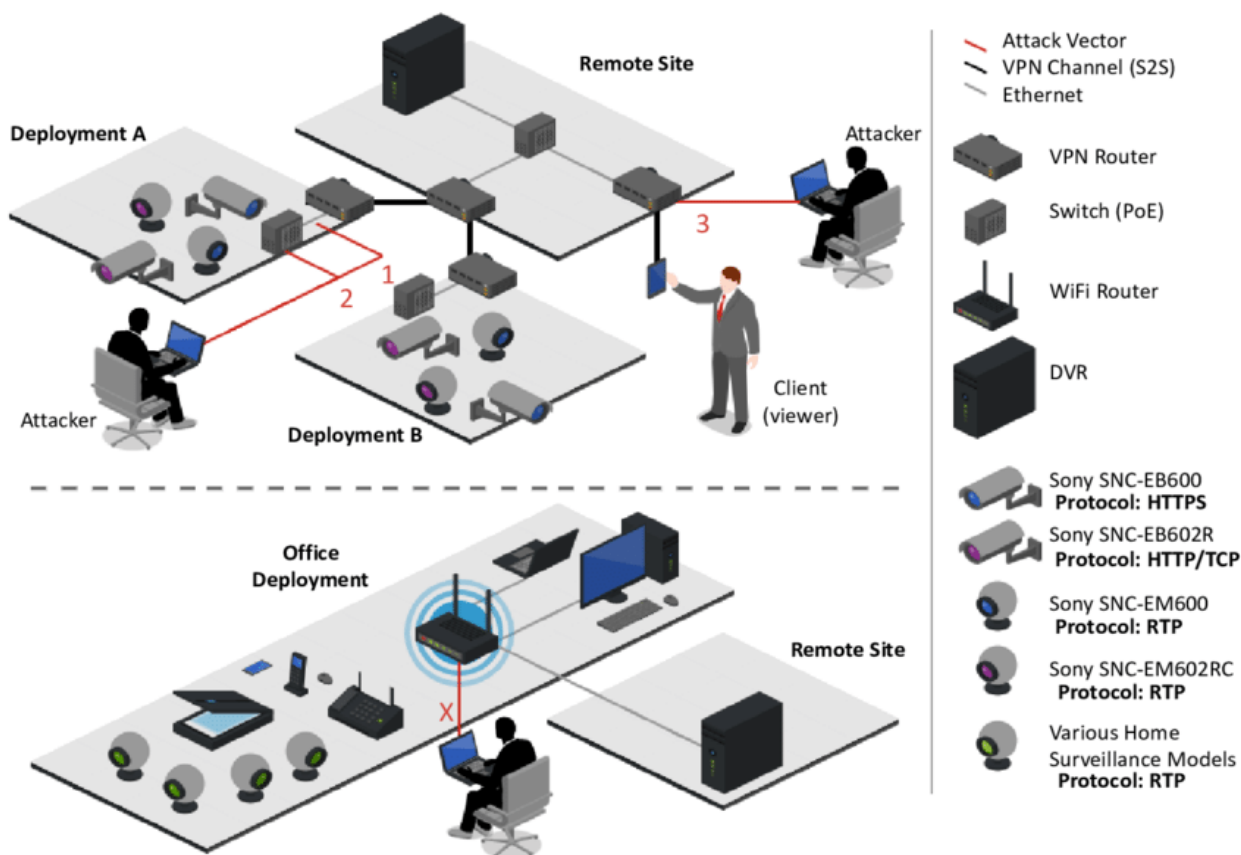 Remote Site
Deployment A
Attacker
3
1
2
Attacker
Client
(viewer)
Deployment B
Office
Deployment
Remote Site
X
Attack Vector
VPN Channel (S2S)
Ethernet
VPN Router
Switch (PoE)
WiFi Router
DVR
Sony SNC-EB600
Protocol: HTTPS
Sony SNC-EB602R
Protocol: HTTP/TCP
Sony SNC-EM600
Protocol: RTP
Sony SNC-EM602RC
Protocol: RTP
Various Home
Surveillance Models
Protocol: RTP